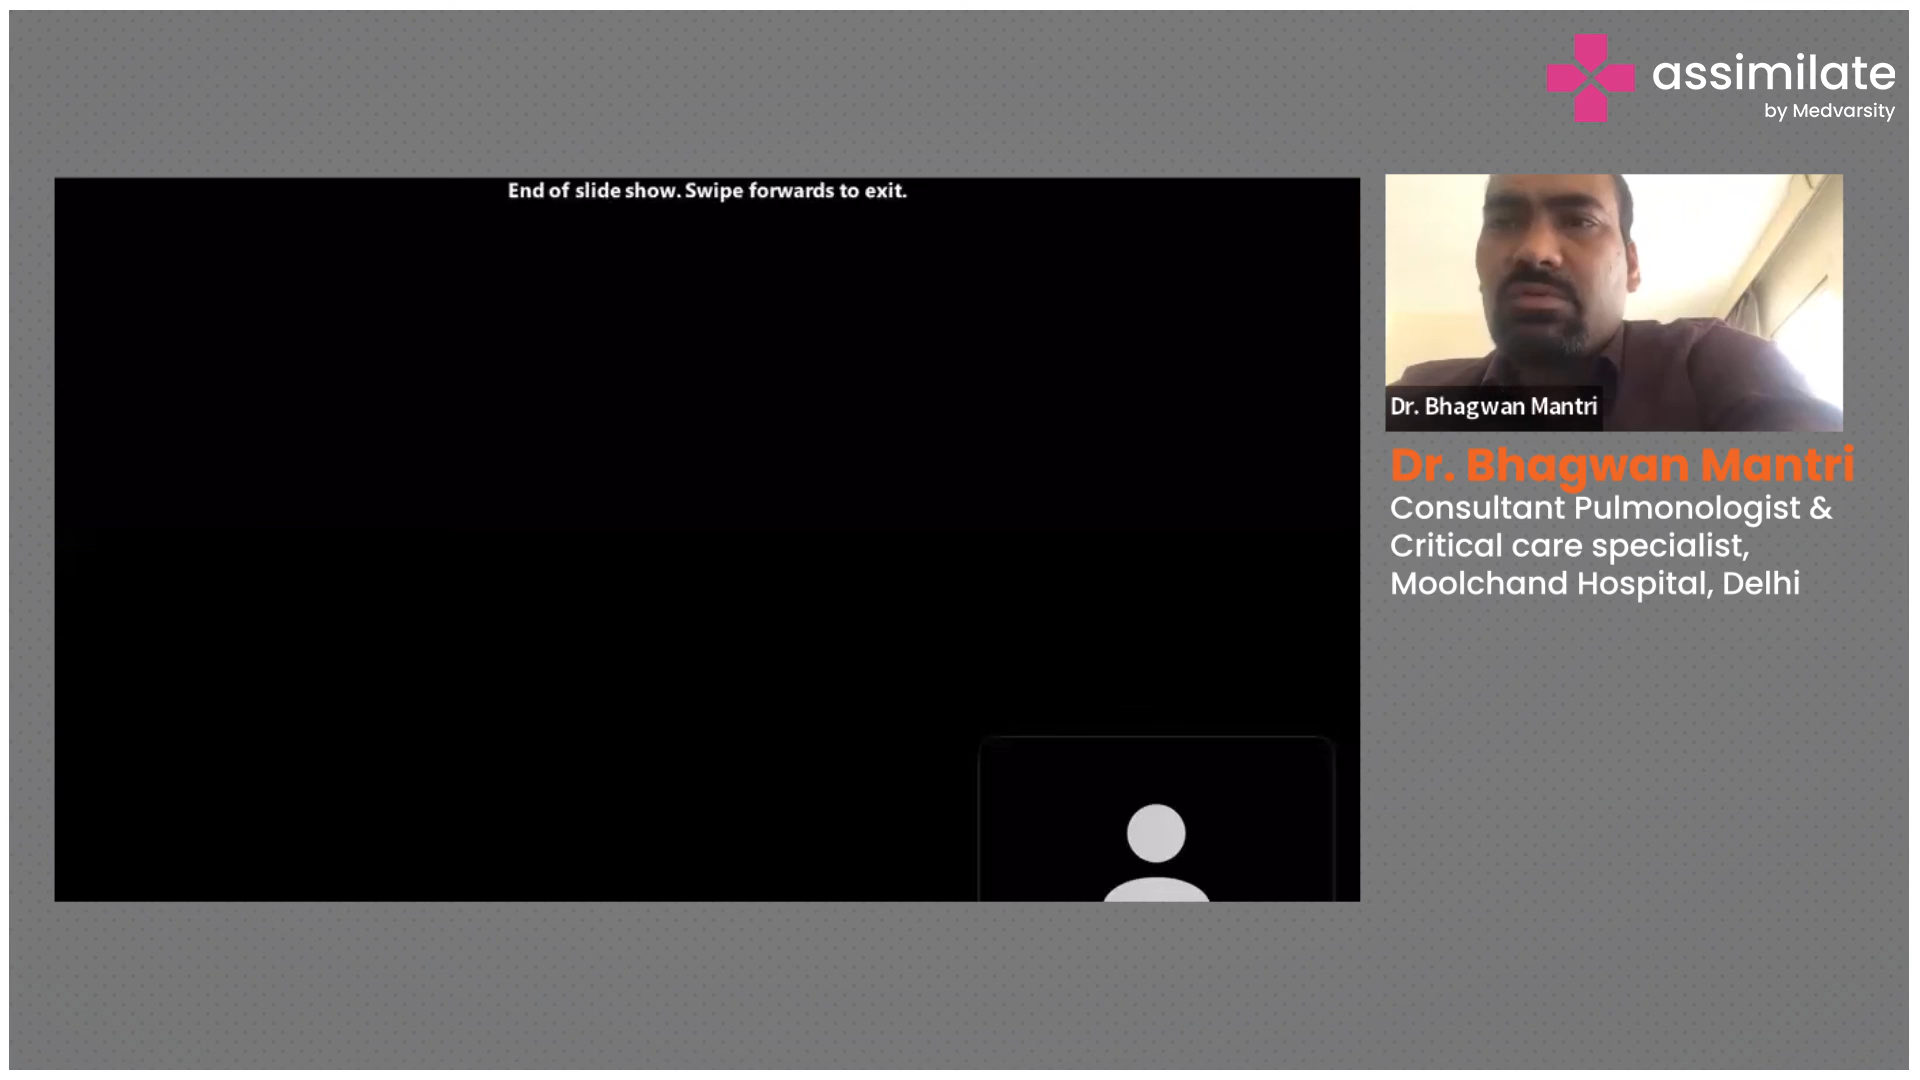 assimilate
by Medvarsity
End of slide show. Swipe forwards to exit.
Dr. Bhagwan Mantri
Dr. Bhagwan Mantri
Consultant Pulmonologist &
Critical care specialist,
Moolchand Hospital, Delhi